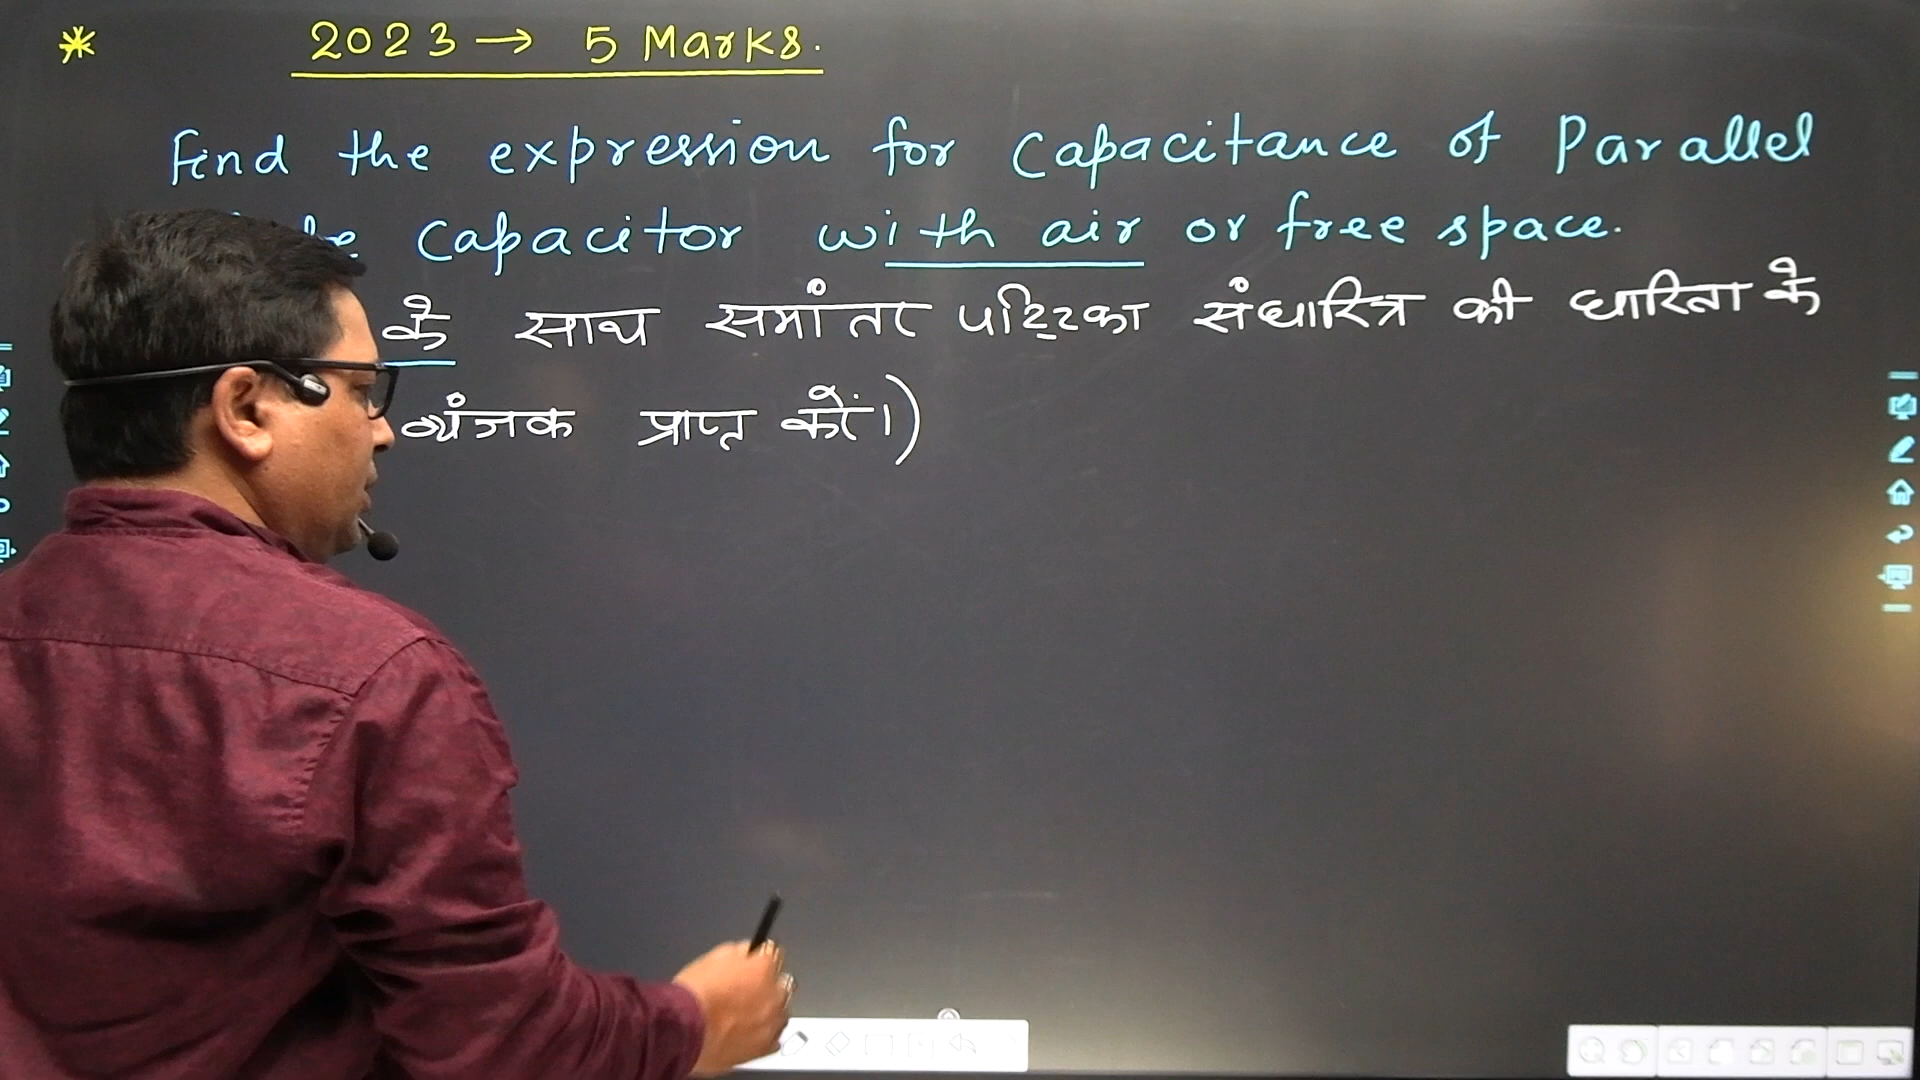 * 2023 → 5 Marks.
Find the expression for Capacitance of Parallel
Capacitor with air or free space.
के साथ समांतर पट्टिका संधारित्र की धारिता के
व्यंजक प्राप्त करें।)